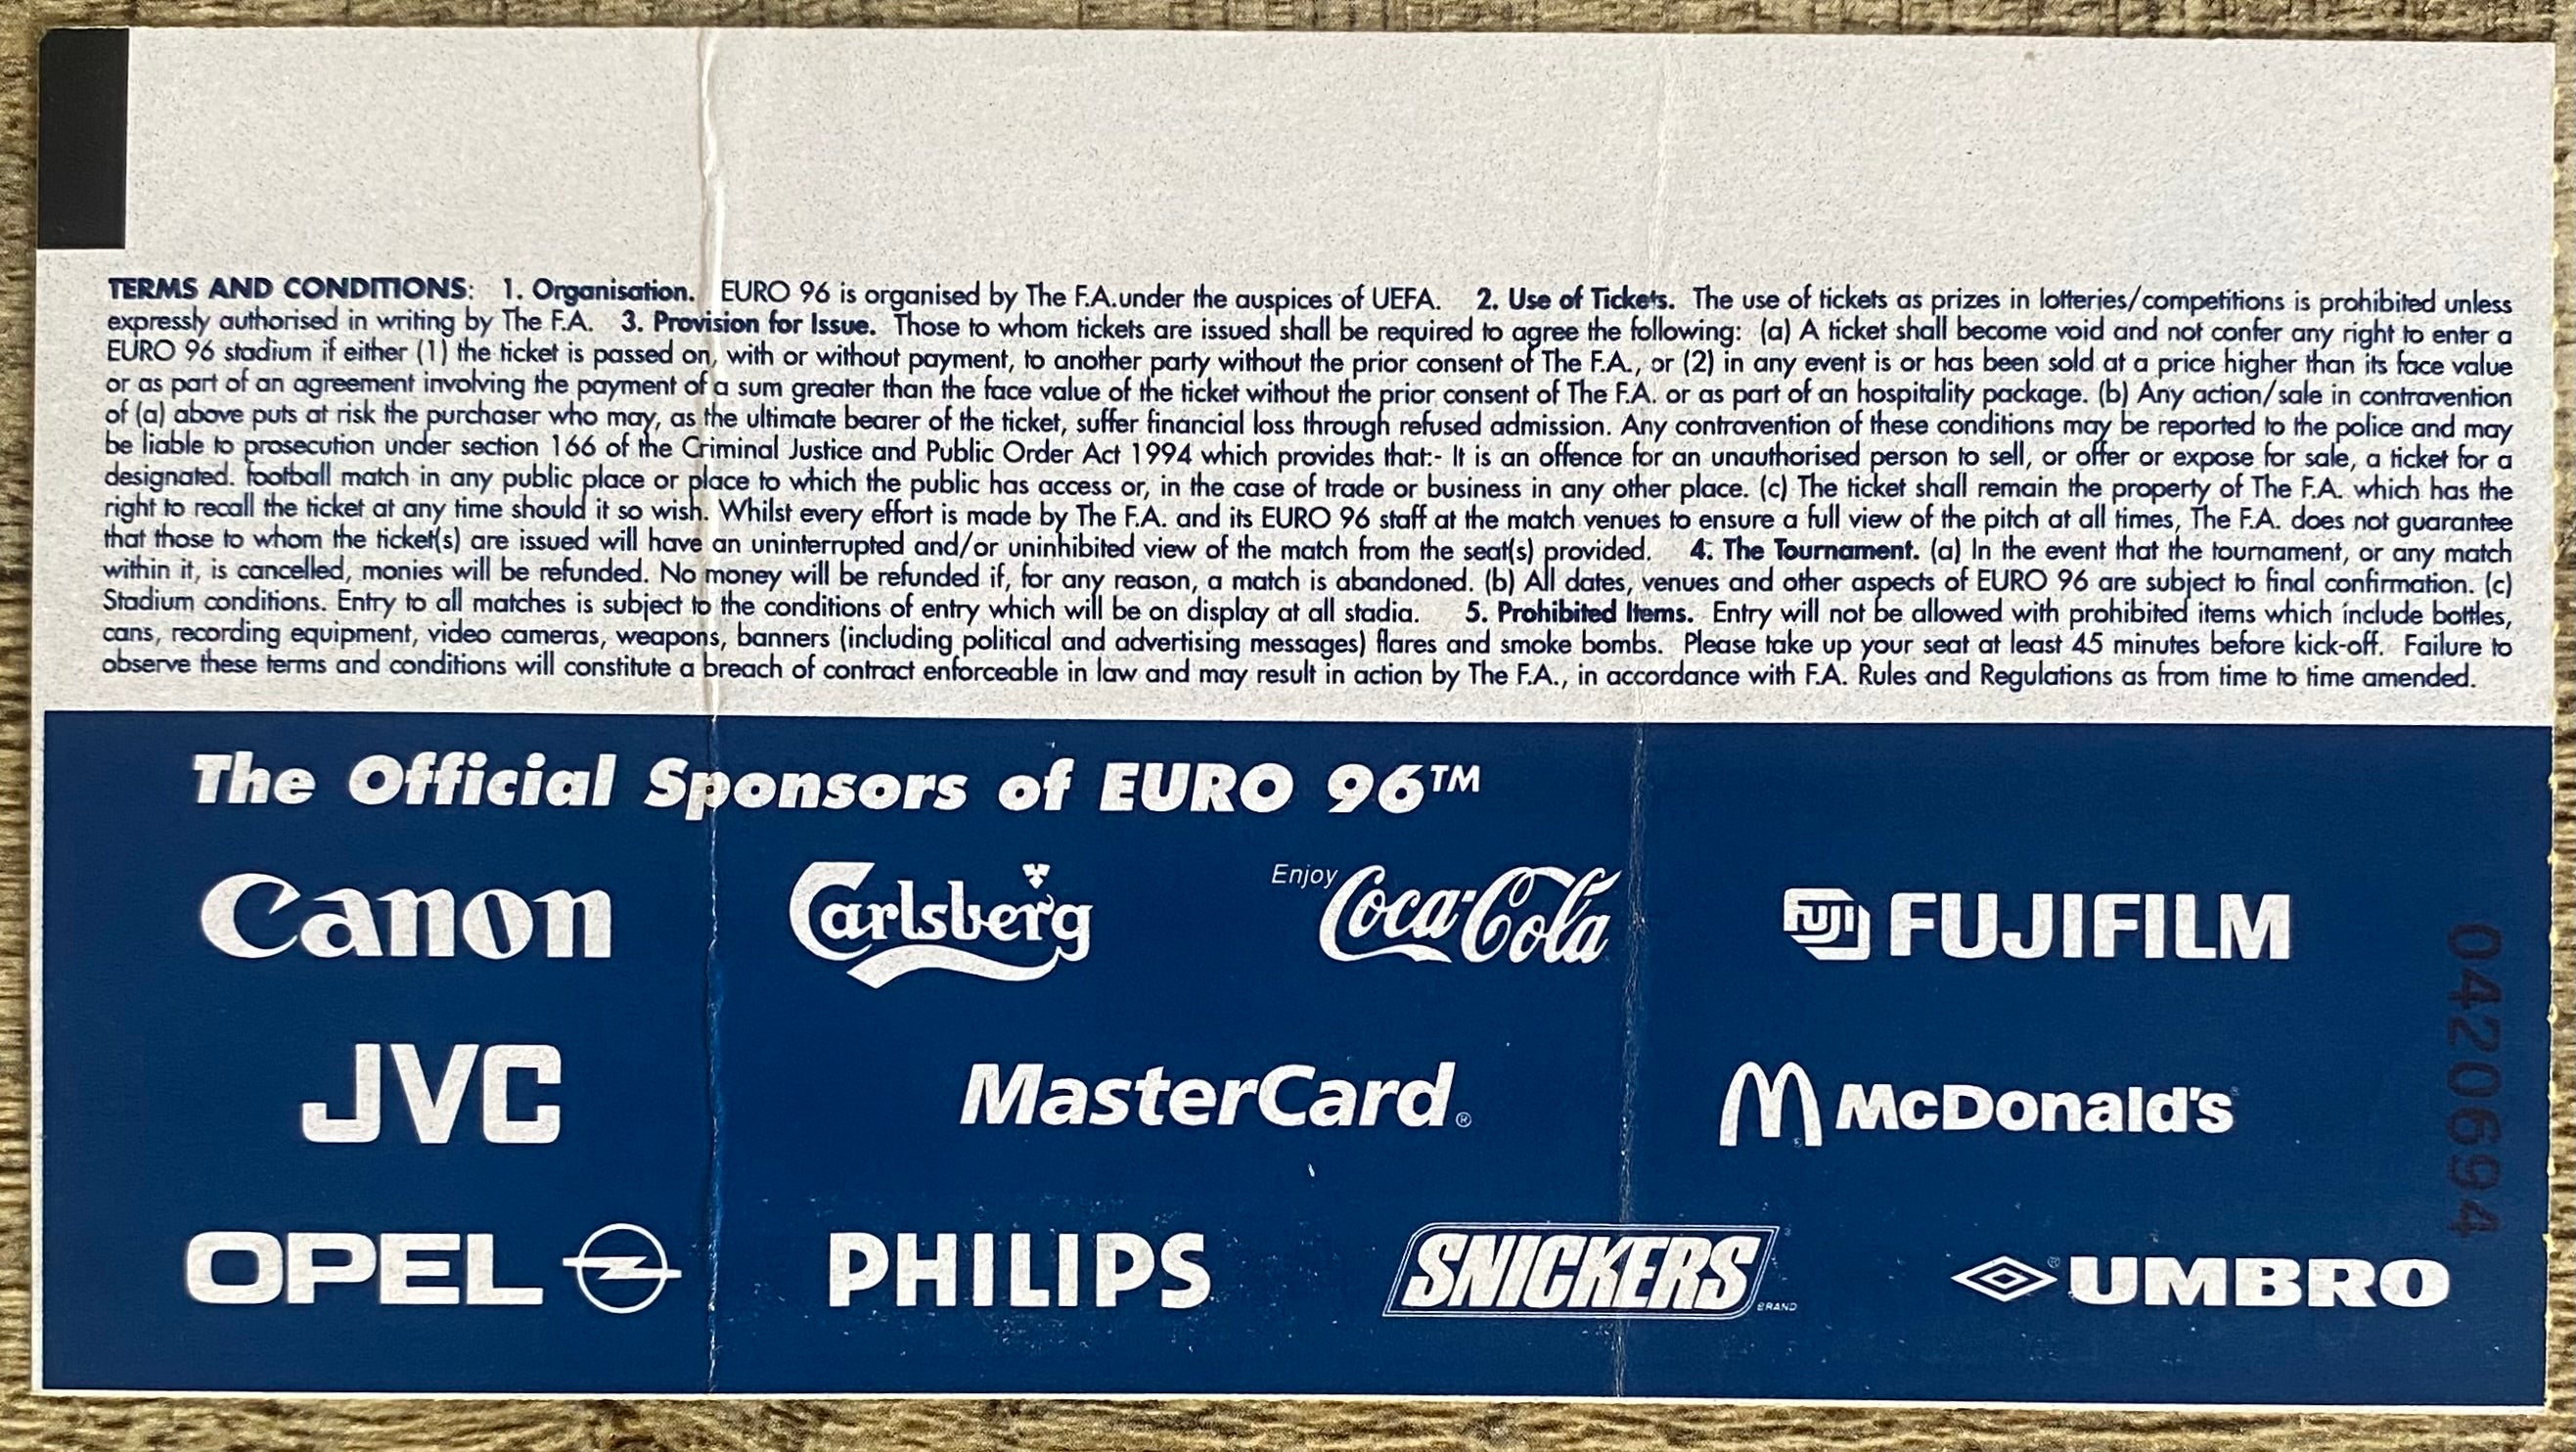 TERMS AND CONDITIONS: 1. Organisation. EURO 96 is organised by The F.A.under the auspices of UEFA. 2. Use of Tickets. The use of tickets as prizes in lotteries/competitions is prohibited unless
expressly authorised in writing by The F.A. 3. Provision for Issue. Those to whom tickets are issued shall be required to agree the following: (a) A ticket shall become void and not confer any right to enter a
EURO 96 stadium if either (1) the ticket is passed on, with or without payment, to another party without the prior consent of The F.A., or (2) in any event is or has been sold at a price higher than its face value
or as part of an agreement involving the payment of a sum greater than the face value of the ticket without the prior consent of The F.A. or as part of an hospitality package. (b) Any action/sale in contravention
of (a) above puts at risk the purchaser who may, as the ultimate bearer of the ticket, suffer financial loss through refused admission. Any contravention of these conditions may be reported to the police and may
be liable to prosecution under section 166 of the Criminal Justice and Public Order Act 1994 which provides that:- It is an offence for an unauthorised person to sell, or offer or expose for sale, a ticket for a
designated. football match in any public place or place to which the public has access or, in the case of trade or business in any other place. (c) The ticket shall remain the property of The F.A. which has the
right to recall the ticket at any time should it so wish. Whilst every effort is made by The F.A. and its EURO 96 staff at the match venues to ensure a full view of the pitch at all times, The F.A. does not guarantee
that those to whom the ticket(s) are issued will have an uninterrupted and/or uninhibited view of the match from the seat(s) provided. 4. The Tournament. (a) In the event that the tournament, or any match
within it, is cancelled, monies will be refunded. No money will be refunded if, for any reason, a match is abandoned. (b) All dates, venues and other aspects of EURO 96 are subject to final confirmation. (c)
Stadium conditions. Entry to all matches is subject to the conditions of entry which will be on display at all stadia. 5. Prohibited Items. Entry will not be allowed with prohibited items which include bottles,
cans, recording equipment, video cameras, weapons, banners (including political and advertising messages) flares and smoke bombs. Please take up your seat at least 45 minutes before kick-off. Failure to
observe these terms and conditions will constitute a breach of contract enforceable in law and may result in action by The F.A., in accordance with F.A. Rules and Regulations as from time to time amended.
The Official Sponsors of EURO 96™
Canon Carlsberg Enjoy Coca-Cola FUJI FUJIFILM
JVC MasterCard® McDonald's
OPEL PHILIPS SNICKERS BRAND ® UMBRO
0420694